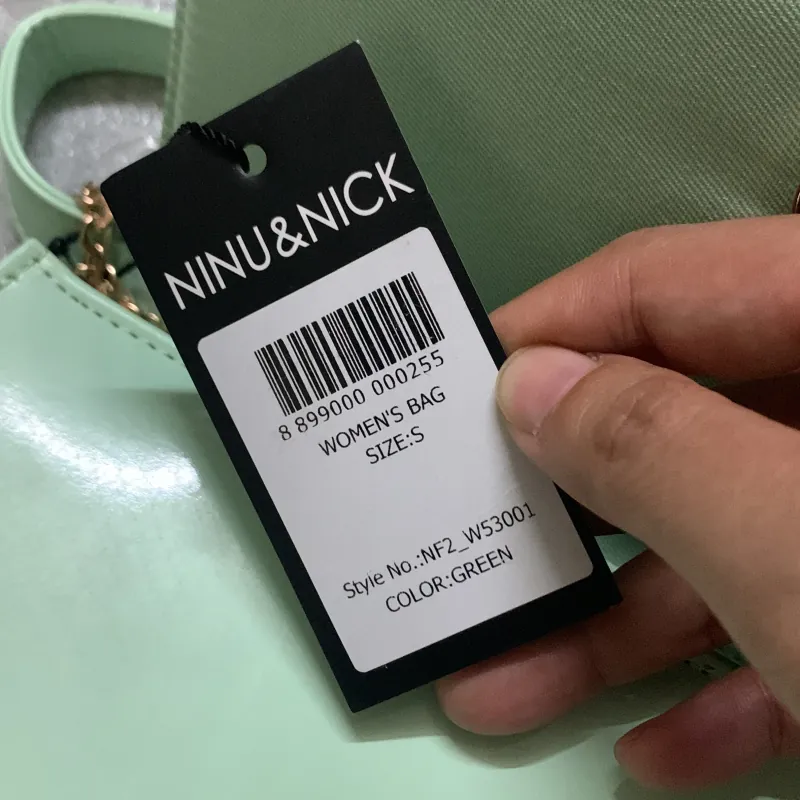 NINU&NICK
8 899000 000255
WOMEN'S BAG
SIZE:S
Style No.:NF2_W53001
COLOR:GREEN